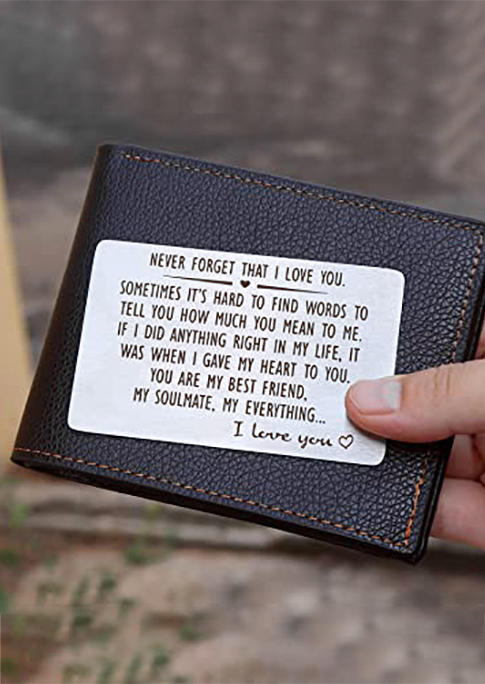 NEVER FORGET THAT I LOVE YOU.
SOMETIMES IT'S HARD TO FIND WORDS TO
TELL YOU HOW MUCH YOU MEAN TO ME.
IF I DID ANYTHING RIGHT IN MY LIFE, IT
WAS WHEN I GAVE MY HEART TO YOU.
YOU ARE MY BEST FRIEND,
MY SOULMATE, MY EVERYTHING...
I love you ♡